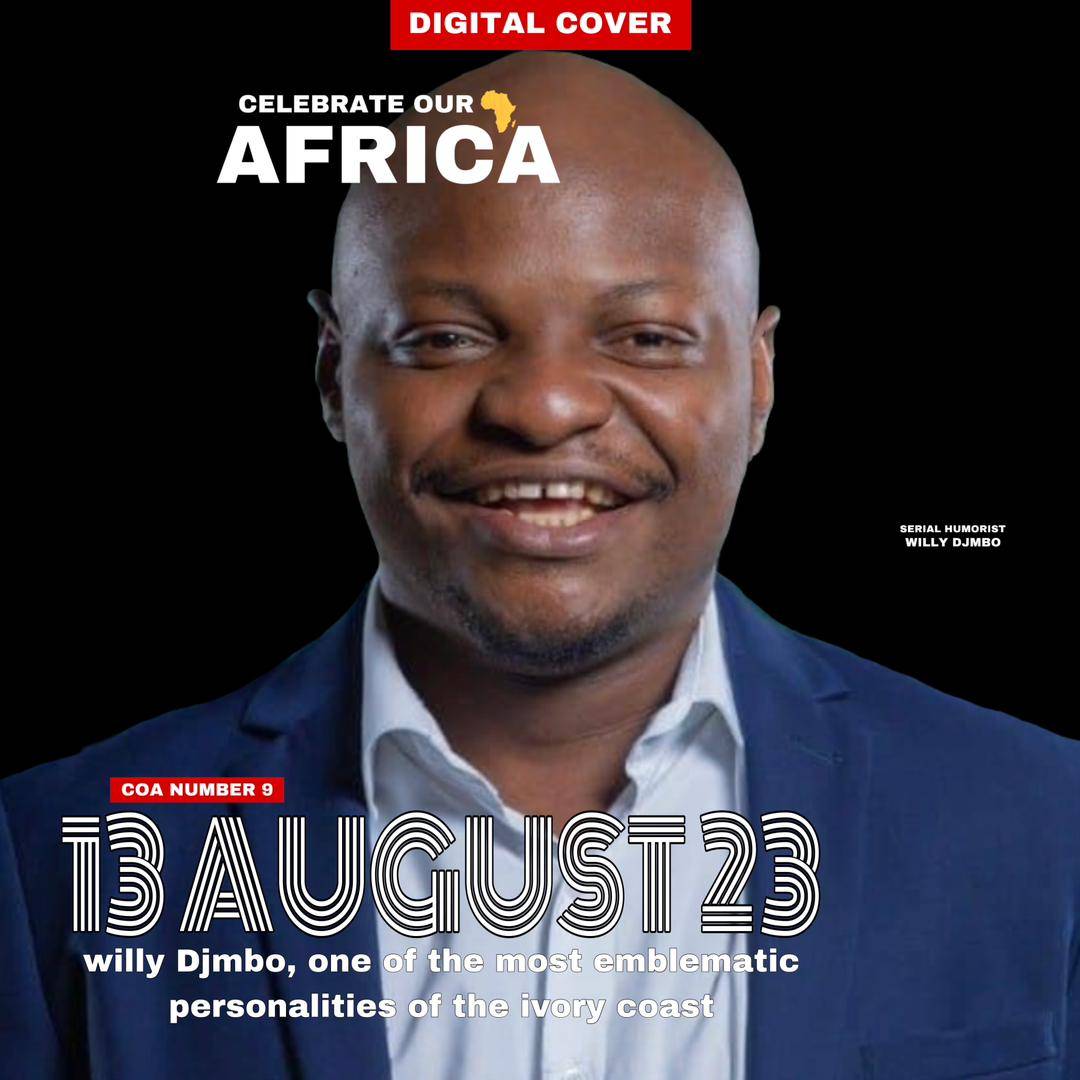 DIGITAL COVER
CELEBRATE OUR
AFRICA
SERIAL HUMORIST
WILLY DJMBO
COA NUMBER 9
13 AUGUST 23
willy Djmbo, one of the most emblematic
personalities of the ivory coast